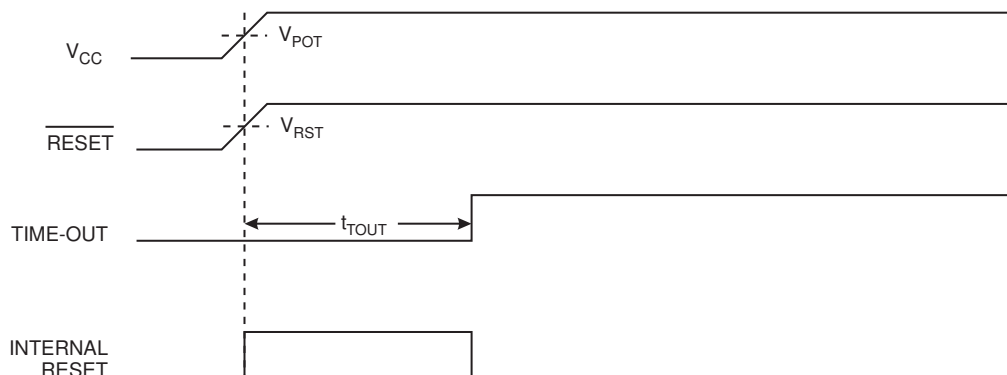 V_CC
V_POT
RESET
V_RST
TIME-OUT
t_TOUT
INTERNAL
RESET